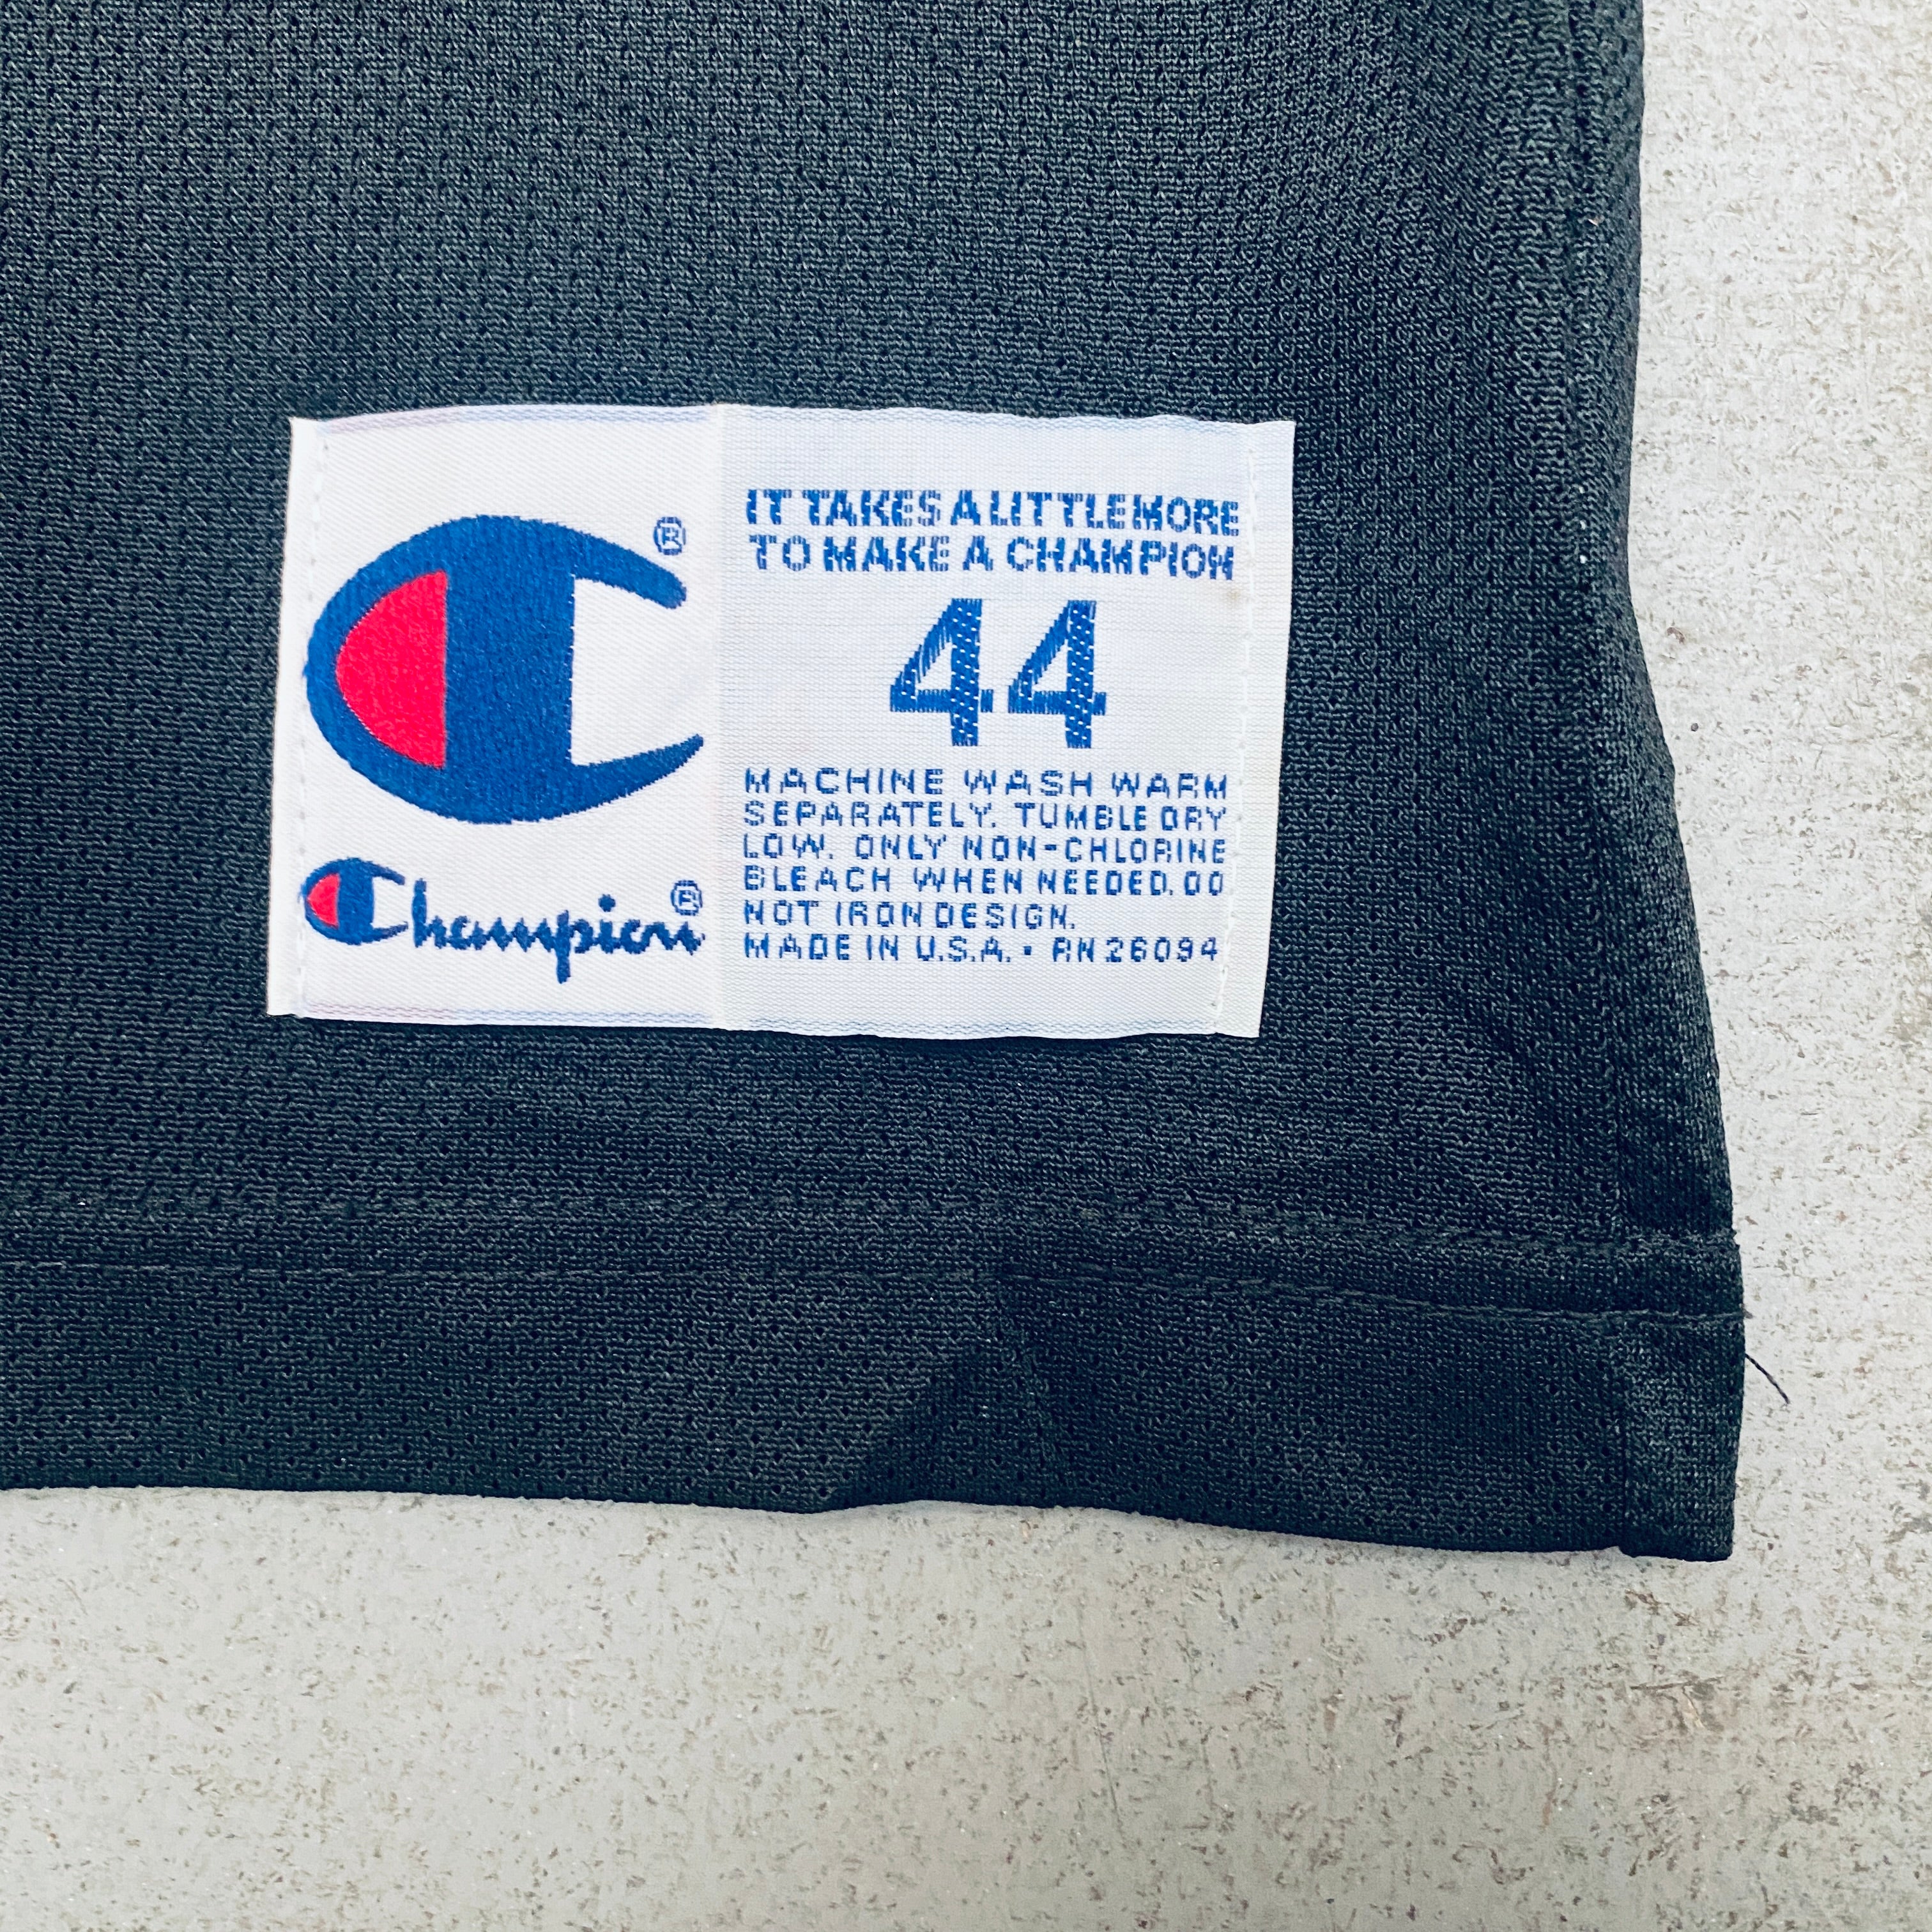 ®
Champion®
IT TAKES A LITTLE MORE
TO MAKE A CHAMPION
44
MACHINE WASH WARM
SEPARATELY. TUMBLE DRY
LOW. ONLY NON-CHLORINE
BLEACH WHEN NEEDED. DO
NOT IRON DESIGN.
MADE IN U.S.A. • RN 26094